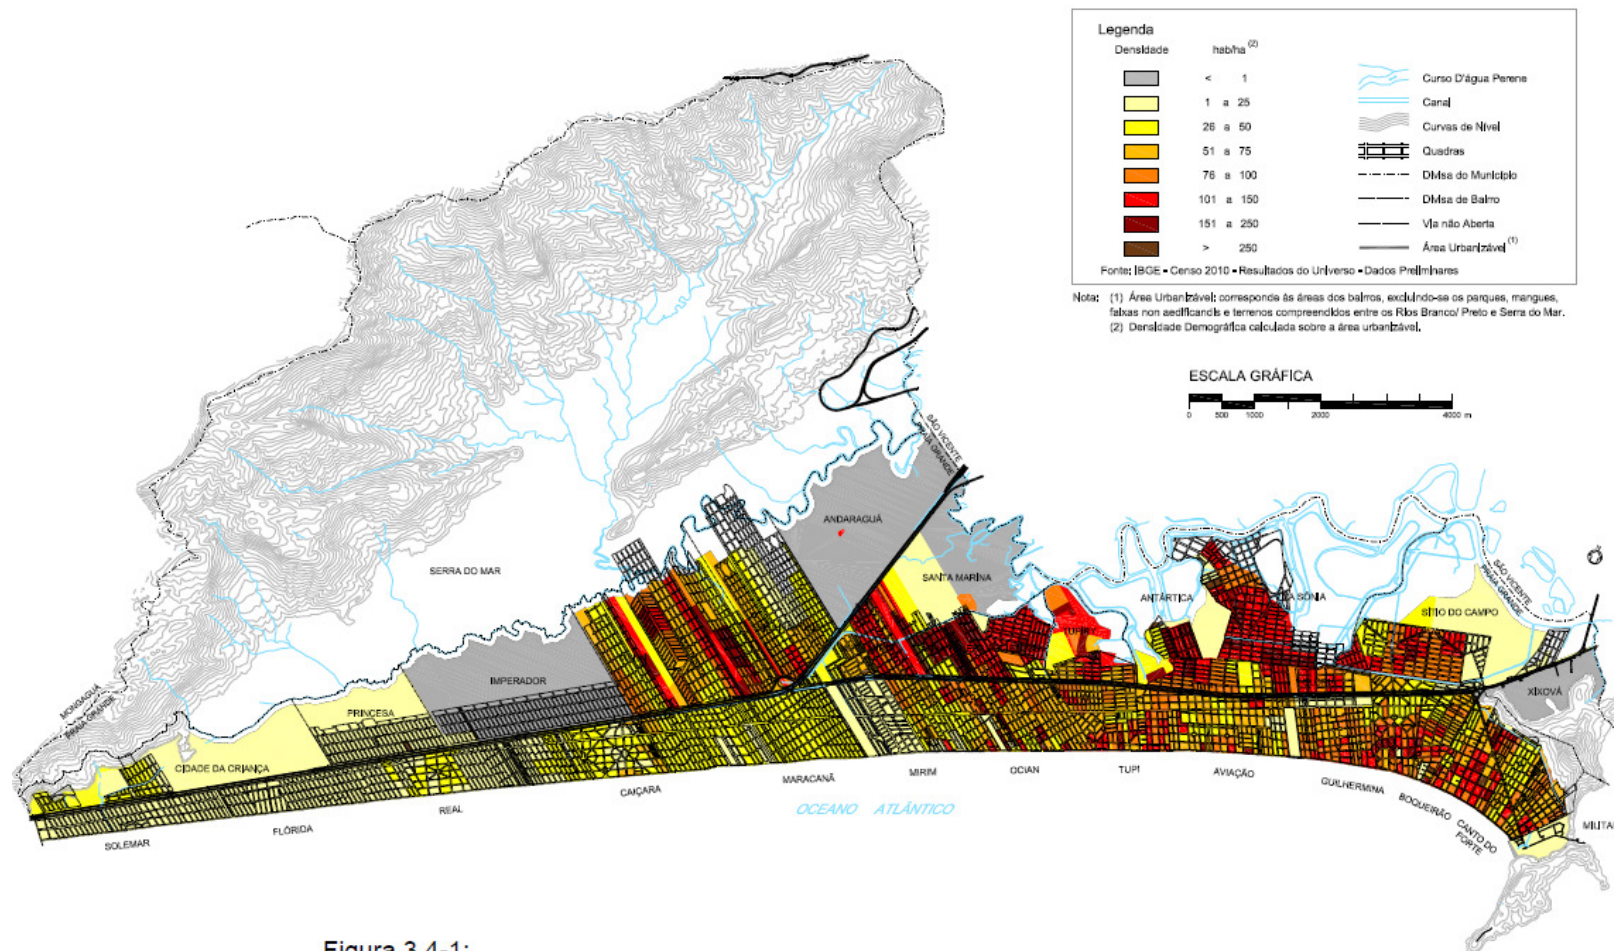 Legenda
Densidade hab/ha (2)
< 1
1 a 25
26 a 50
51 a 75
76 a 100
101 a 150
151 a 250
> 250
Curso D'água Perene
Canal
Curvas de Nível
Quadras
Divisa do Município
Divisa de Bairro
Via não Aberta
Área Urbanizável (1)
Fonte: IBGE - Censo 2010 - Resultados do Universo - Dados Preliminares
Nota: (1) Área Urbanizável: corresponde às áreas dos bairros, excluindo-se os parques, mangues,
faixas non aedificandis e terrenos compreendidos entre os Rios Branco/ Preto e Serra do Mar.
(2) Densidade Demográfica calculada sobre a área urbanizável.
ESCALA GRÁFICA
0 500 1000 2000 4000 m
SÃO VICENTE
PRAIA GRANDE
ANDARAGUÁ
SERRA DO MAR
SANTA MARINA
ANTÁRTICA
SÔNIA
SÍTIO DO CAMPO
SÃO VICENTE
PRAIA GRANDE
IMPERADOR
XIXOVÁ
PRINCESA
MONGAGUÁ
PRAIA GRANDE
CIDADE DA CRIANÇA
MARACANÃ
MIRIM
OCIAN
TUPI
AVIAÇÃO
GUILHERMINA
BOQUEIRÃO
CANTO DO
FORTE
MILITAR
CAIÇARA
REAL
FLÓRIDA
SOLEMAR
OCEANO ATLÂNTICO
Figura 3.4-1: